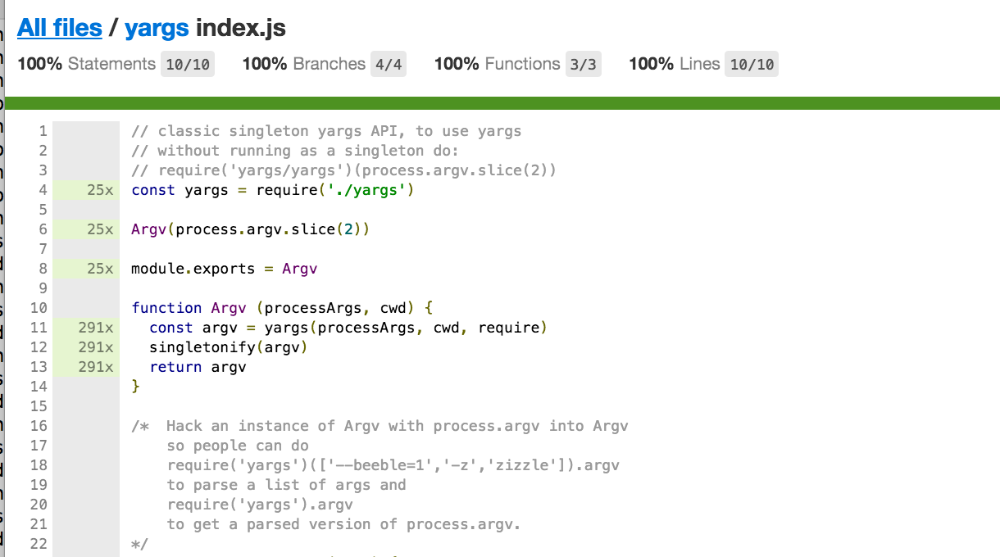 All files / yargs index.js
100% Statements 10/10 100% Branches 4/4 100% Functions 3/3 100% Lines 10/10
1 // classic singleton yargs API, to use yargs
2 // without running as a singleton do:
3 // require('yargs/yargs')(process.argv.slice(2))
4 25x const yargs = require('./yargs')
5
6 25x Argv(process.argv.slice(2))
7
8 25x module.exports = Argv
9
10 function Argv (processArgs, cwd) {
11 291x   const argv = yargs(processArgs, cwd, require)
12 291x   singletonify(argv)
13 291x   return argv
14 }
15
16 /*  Hack an instance of Argv with process.argv into Argv
17     so people can do
18     require('yargs')(['--beeble=1','-z','zizzle']).argv
19     to parse a list of args and
20     require('yargs').argv
21     to get a parsed version of process.argv.
22 */